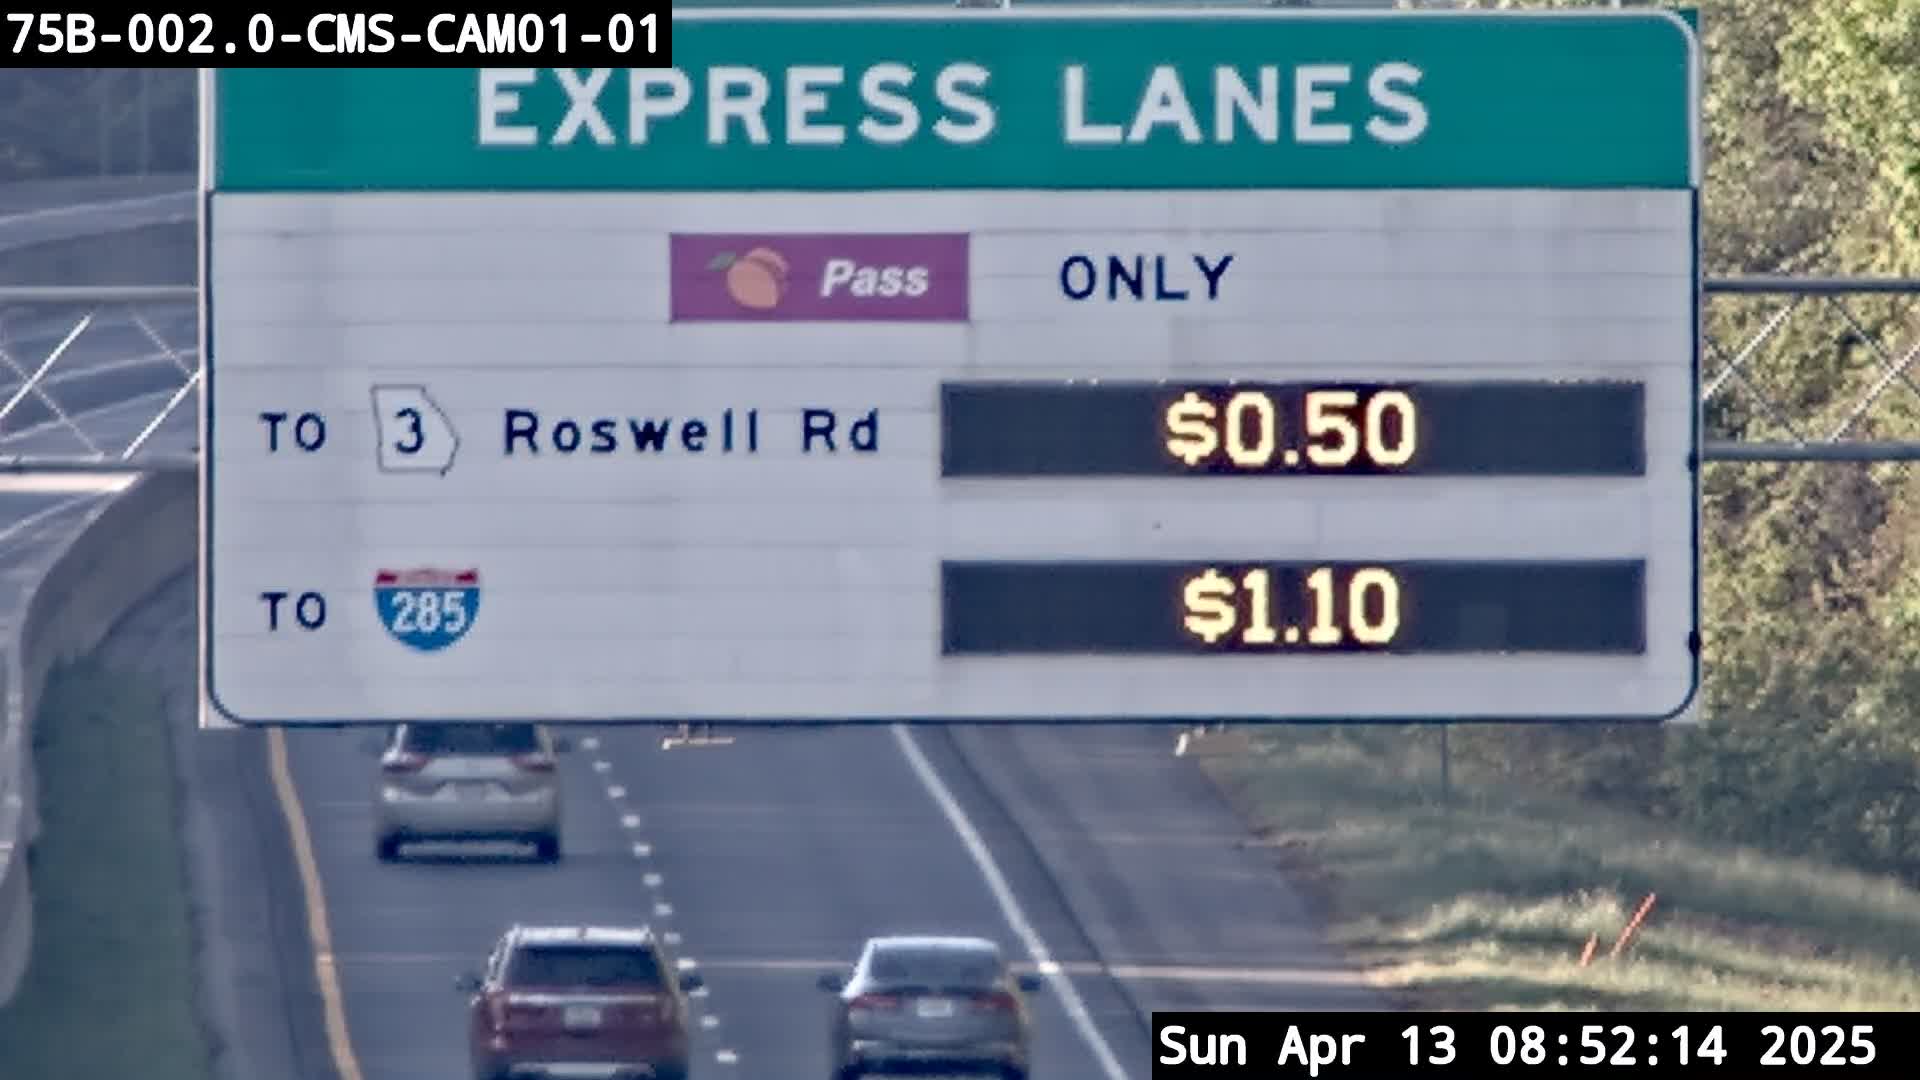 75B-002.0-CMS-CAM01-01
EXPRESS LANES
Pass ONLY
TO 3 Roswell Rd $0.50
TO 285 $1.10
Sun Apr 13 08:52:14 2025